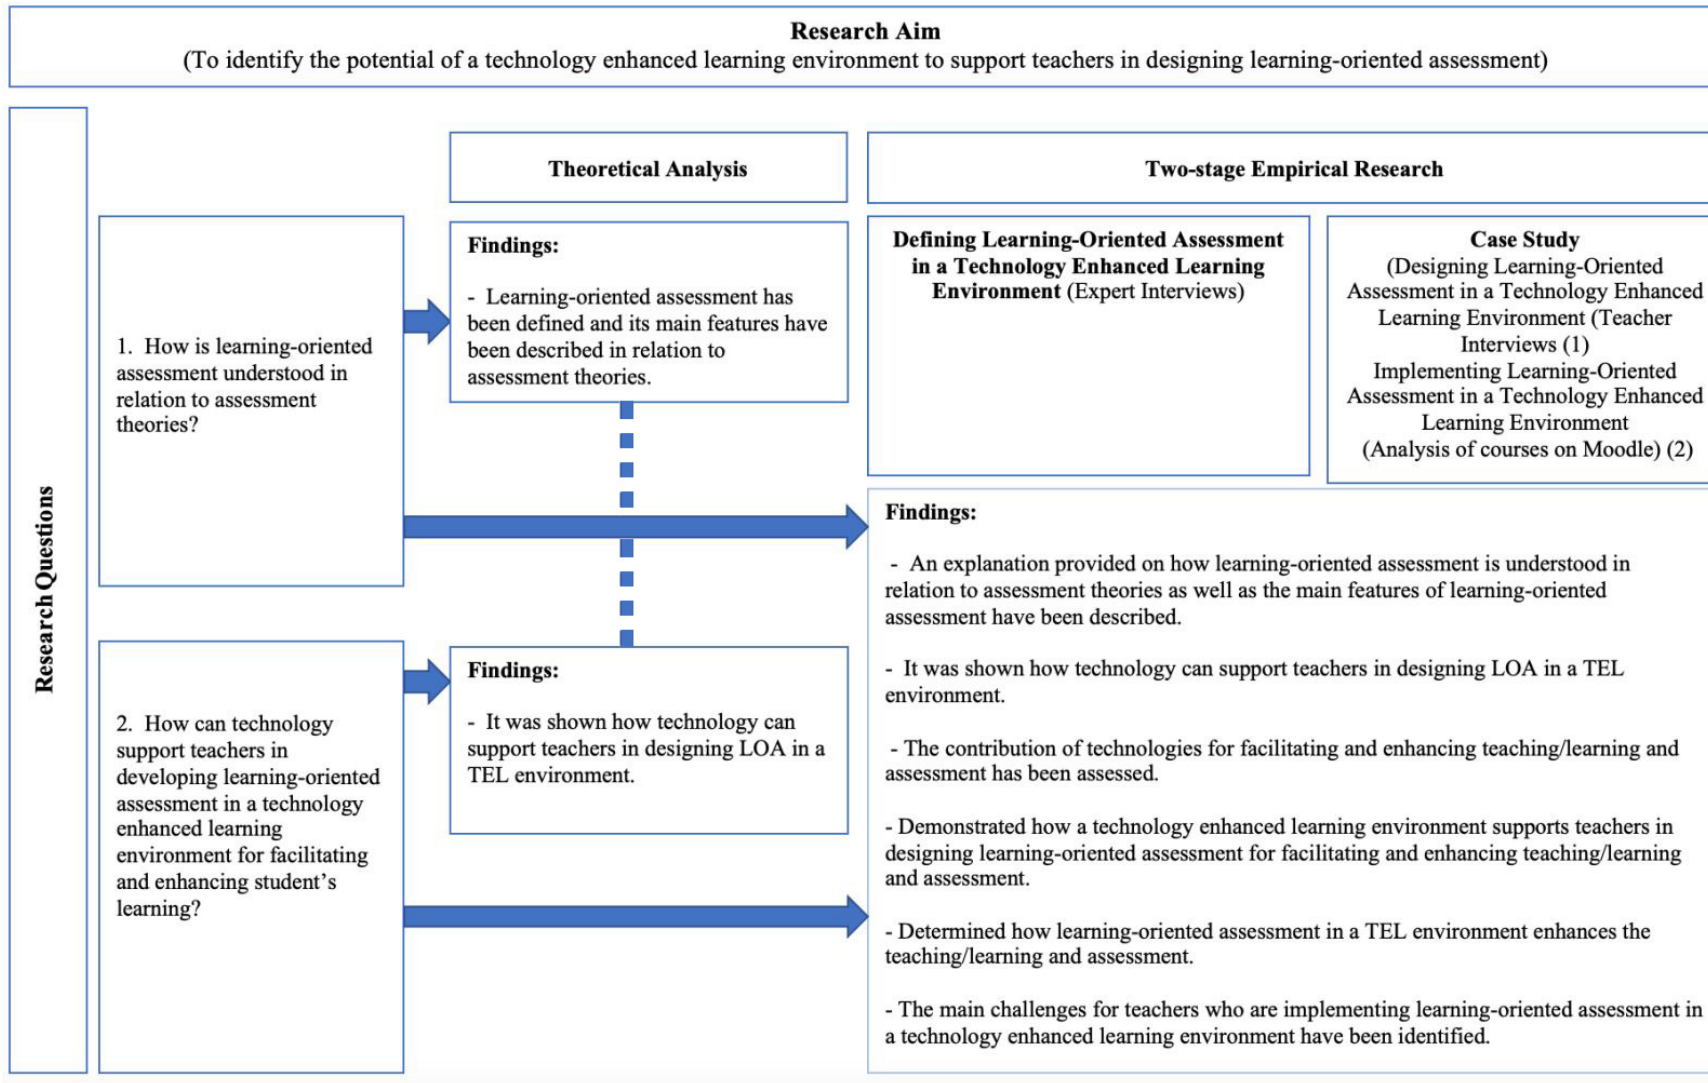 Research Aim
(To identify the potential of a technology enhanced learning environment to support teachers in designing learning-oriented assessment)
Research Questions
Theoretical Analysis
Two-stage Empirical Research
1. How is learning-oriented
assessment understood in
relation to assessment
theories?
Findings:
- Learning-oriented assessment has
been defined and its main features have
been described in relation to
assessment theories.
Defining Learning-Oriented Assessment
in a Technology Enhanced Learning
Environment (Expert Interviews)
Case Study
(Designing Learning-Oriented
Assessment in a Technology Enhanced
Learning Environment (Teacher
Interviews (1)
Implementing Learning-Oriented
Assessment in a Technology Enhanced
Learning Environment
(Analysis of courses on Moodle) (2)
2. How can technology
support teachers in
developing learning-oriented
assessment in a technology
enhanced learning
environment for facilitating
and enhancing student’s
learning?
Findings:
- It was shown how technology can
support teachers in designing LOA in a
TEL environment.
Findings:
- An explanation provided on how learning-oriented assessment is understood in
relation to assessment theories as well as the main features of learning-oriented
assessment have been described.
- It was shown how technology can support teachers in designing LOA in a TEL
environment.
- The contribution of technologies for facilitating and enhancing teaching/learning and
assessment has been assessed.
- Demonstrated how a technology enhanced learning environment supports teachers in
designing learning-oriented assessment for facilitating and enhancing teaching/learning
and assessment.
- Determined how learning-oriented assessment in a TEL environment enhances the
teaching/learning and assessment.
- The main challenges for teachers who are implementing learning-oriented assessment in
a technology enhanced learning environment have been identified.